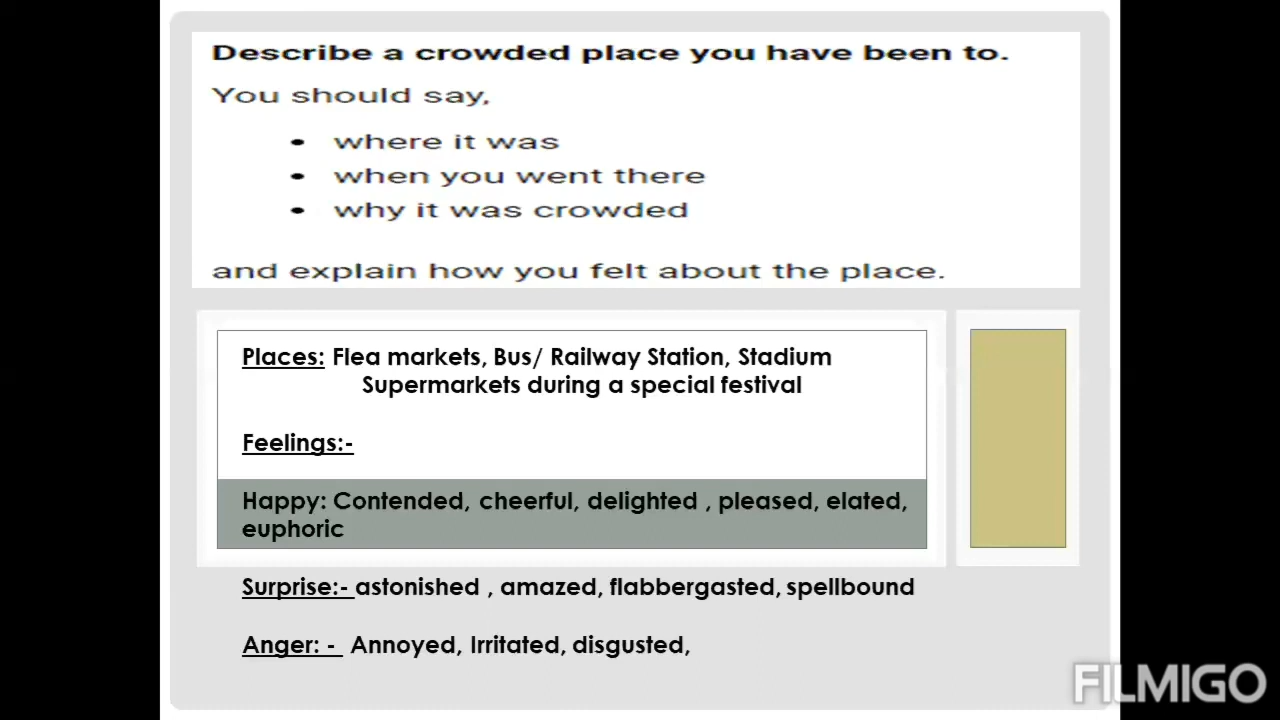 Describe a crowded place you have been to.
You should say,
• where it was
• when you went there
• why it was crowded
and explain how you felt about the place.
Places: Flea markets, Bus/ Railway Station, Stadium
Supermarkets during a special festival
Feelings:-
Happy: Contended, cheerful, delighted , pleased, elated,
euphoric
Surprise:- astonished , amazed, flabbergasted, spellbound
Anger: - Annoyed, Irritated, disgusted,
FILMIGO